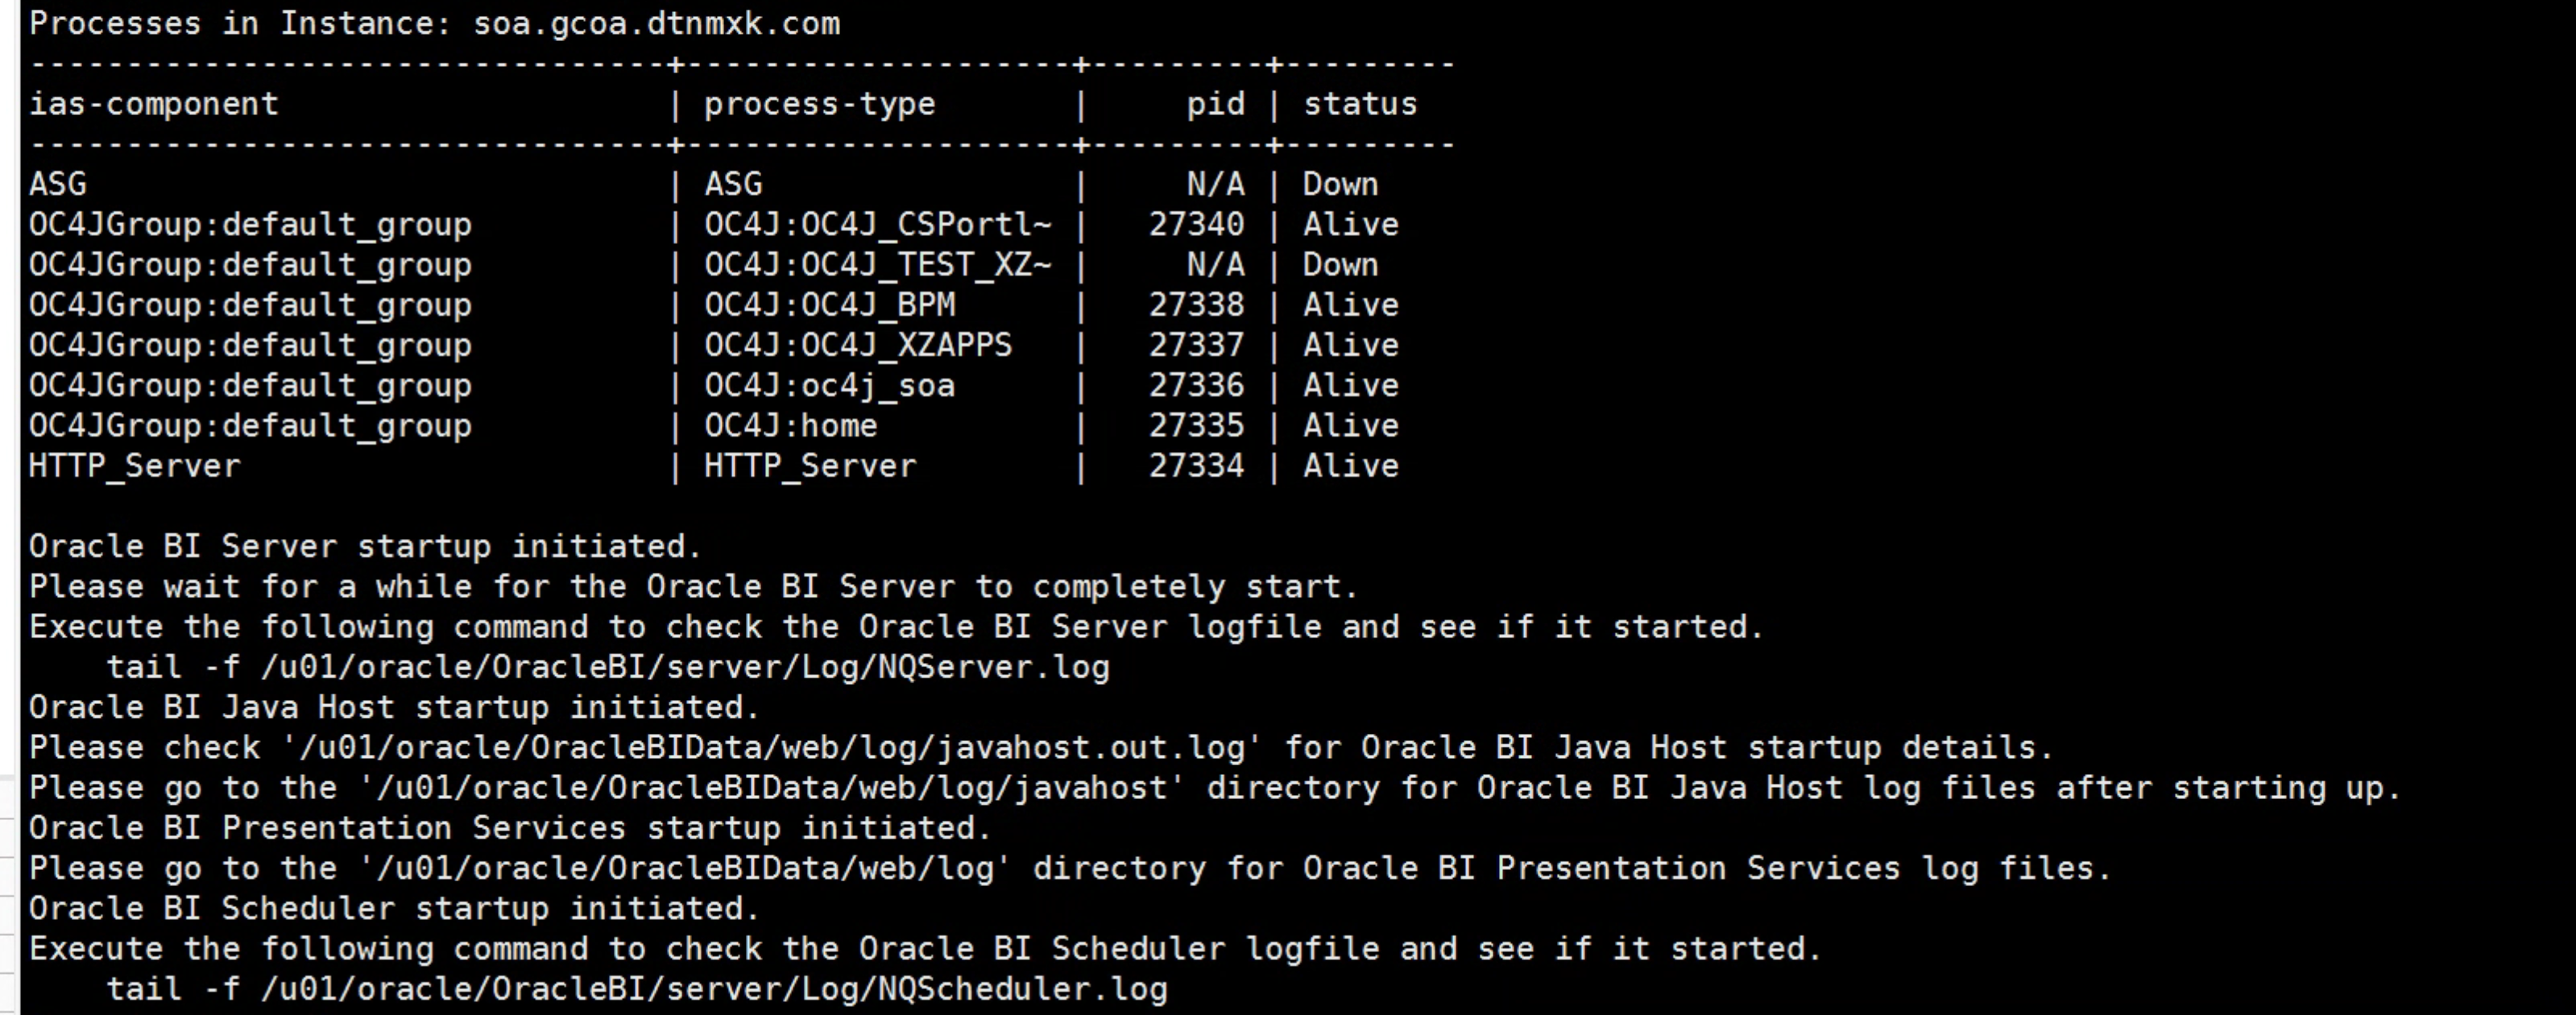 Processes in Instance: soa.gcoa.dtnmxk.com
---------------------------------+--------------------+---------+---------
ias-component                    | process-type       |     pid | status
---------------------------------+--------------------+---------+---------
ASG                              | ASG                |     N/A | Down
OC4JGroup:default_group          | OC4J:OC4J_CSPortl~ |   27340 | Alive
OC4JGroup:default_group          | OC4J:OC4J_TEST_XZ~ |     N/A | Down
OC4JGroup:default_group          | OC4J:OC4J_BPM      |   27338 | Alive
OC4JGroup:default_group          | OC4J:OC4J_XZAPPS   |   27337 | Alive
OC4JGroup:default_group          | OC4J:oc4j_soa      |   27336 | Alive
OC4JGroup:default_group          | OC4J:home          |   27335 | Alive
HTTP_Server                      | HTTP_Server        |   27334 | Alive

Oracle BI Server startup initiated.
Please wait for a while for the Oracle BI Server to completely start.
Execute the following command to check the Oracle BI Server logfile and see if it started.
    tail -f /u01/oracle/OracleBI/server/Log/NQServer.log
Oracle BI Java Host startup initiated.
Please check '/u01/oracle/OracleBIData/web/log/javahost.out.log' for Oracle BI Java Host startup details.
Please go to the '/u01/oracle/OracleBIData/web/log/javahost' directory for Oracle BI Java Host log files after starting up.
Oracle BI Presentation Services startup initiated.
Please go to the '/u01/oracle/OracleBIData/web/log' directory for Oracle BI Presentation Services log files.
Oracle BI Scheduler startup initiated.
Execute the following command to check the Oracle BI Scheduler logfile and see if it started.
    tail -f /u01/oracle/OracleBI/server/Log/NQScheduler.log